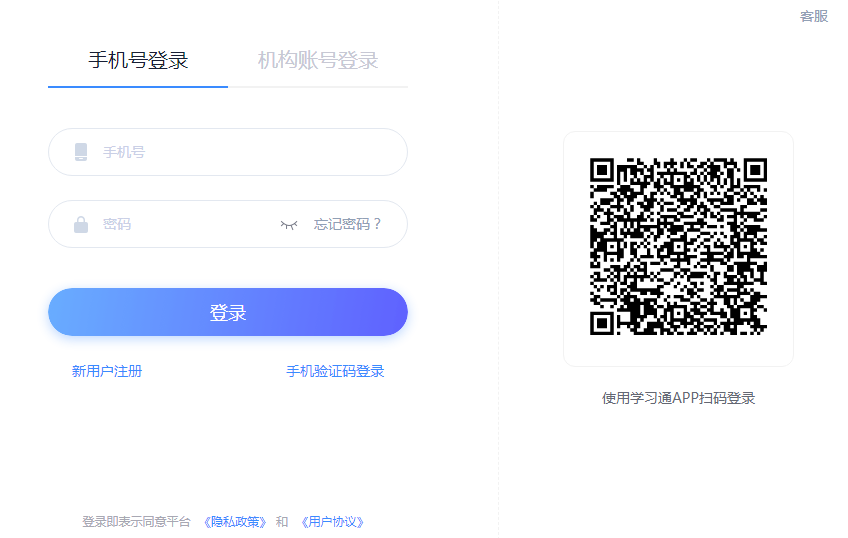 客服
手机号登录 机构账号登录
手机号
密码 忘记密码？
登录
新用户注册 手机验证码登录
使用学习通APP扫码登录
登录即表示同意平台 《隐私政策》 和 《用户协议》